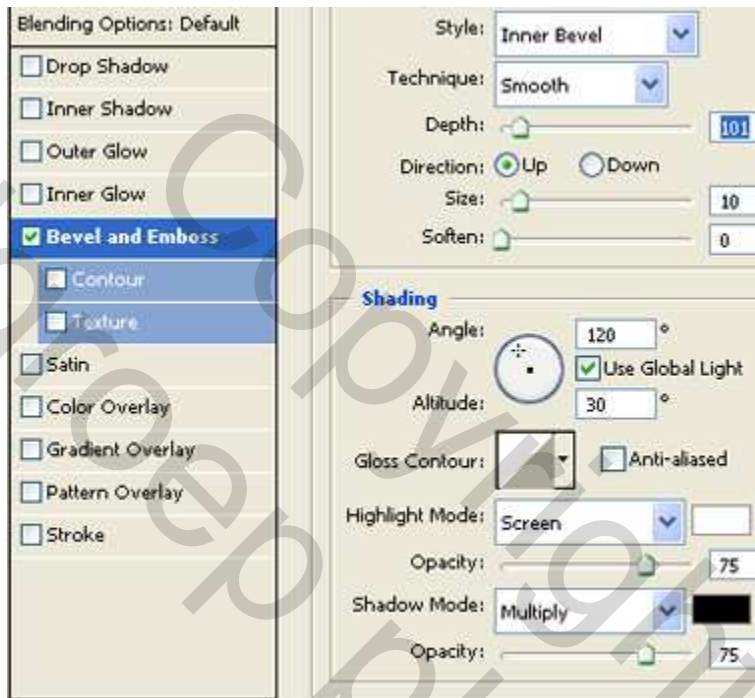 Blending Options: Default
Drop Shadow
Inner Shadow
Outer Glow
Inner Glow
Bevel and Emboss
Contour
Texture
Satin
Color Overlay
Gradient Overlay
Pattern Overlay
Stroke
Style: Inner Bevel
Technique: Smooth
Depth: 101
Direction: Up Down
Size: 10
Soften: 0
Shading
Angle: 120 °
Use Global Light
Altitude: 30 °
Gloss Contour: Anti-aliased
Highlight Mode: Screen
Opacity: 75
Shadow Mode: Multiply
Opacity: 75
Copyright